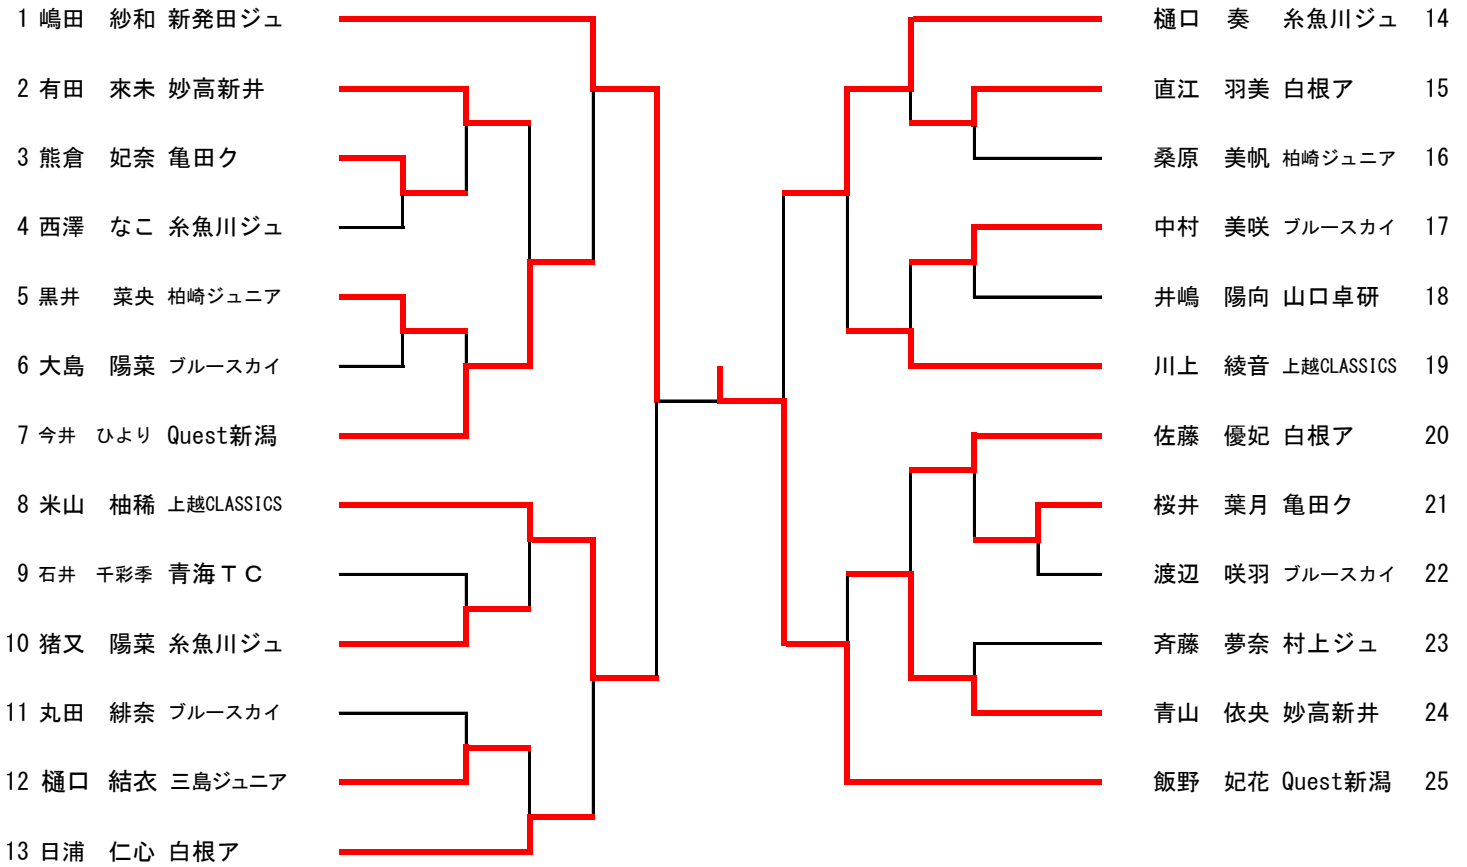 1 嶋田 紗和 新発田ジュ
2 有田 來未 妙高新井
3 熊倉 妃奈 亀田ク
4 西澤 なこ 糸魚川ジュ
5 黒井 菜央 柏崎ジュニア
6 大島 陽菜 ブルースカイ
7 今井 ひより Quest新潟
8 米山 柚稀 上越CLASSICS
9 石井 千彩季 青海ＴＣ
10 猪又 陽菜 糸魚川ジュ
11 丸田 緋奈 ブルースカイ
12 樋口 結衣 三島ジュニア
13 日浦 仁心 白根ア
樋口 奏 糸魚川ジュ 14
直江 羽美 白根ア 15
桑原 美帆 柏崎ジュニア 16
中村 美咲 ブルースカイ 17
井嶋 陽向 山口卓研 18
川上 綾音 上越CLASSICS 19
佐藤 優妃 白根ア 20
桜井 葉月 亀田ク 21
渡辺 咲羽 ブルースカイ 22
斉藤 夢奈 村上ジュ 23
青山 依央 妙高新井 24
飯野 妃花 Quest新潟 25